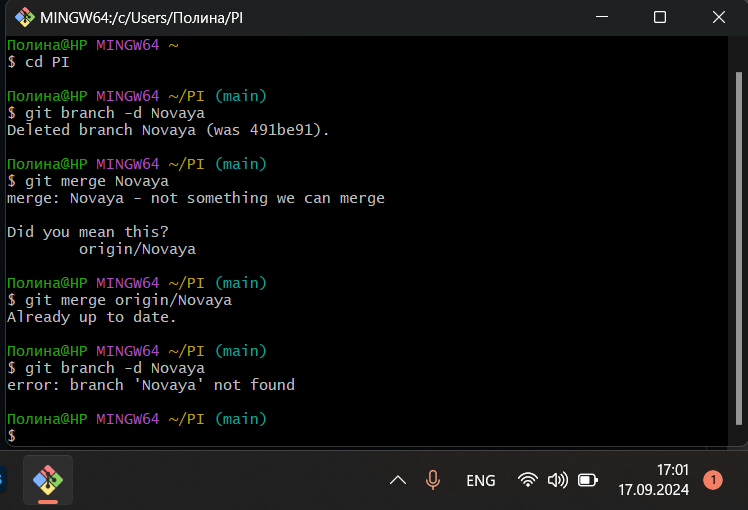 MINGW64:/c/Users/Полина/PI
Полина@HP MINGW64 ~
$ cd PI
Полина@HP MINGW64 ~/PI (main)
$ git branch -d Novaya
Deleted branch Novaya (was 491be91).
Полина@HP MINGW64 ~/PI (main)
$ git merge Novaya
merge: Novaya - not something we can merge
Did you mean this?
origin/Novaya
Полина@HP MINGW64 ~/PI (main)
$ git merge origin/Novaya
Already up to date.
Полина@HP MINGW64 ~/PI (main)
$ git branch -d Novaya
error: branch 'Novaya' not found
Полина@HP MINGW64 ~/PI (main)
$
ENG
17:01
17.09.2024
1